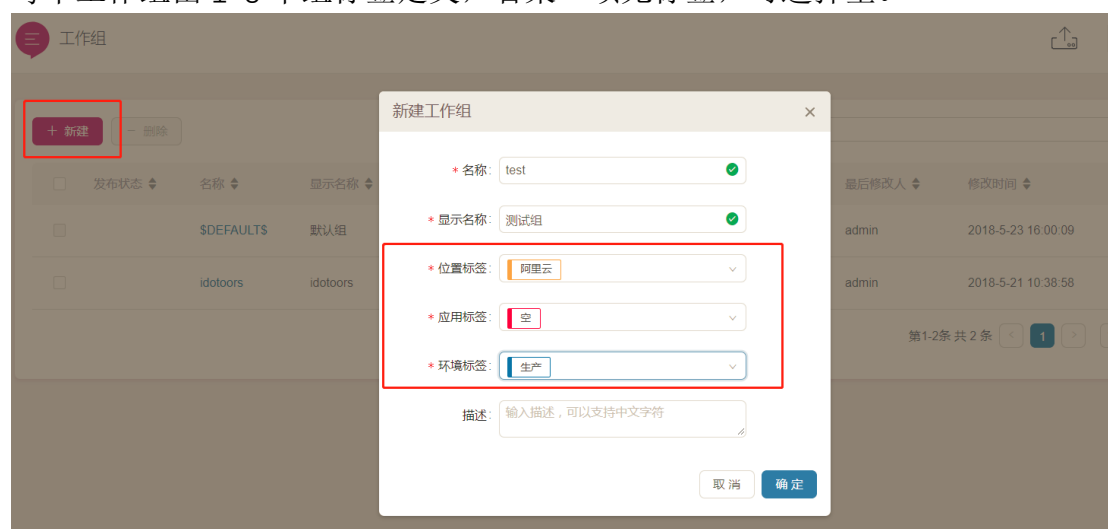 工作组
新建工作组
+ 新建 - 删除
* 名称: test
发布状态 名称 显示名称 最后修改人 修改时间
* 显示名称: 测试组
$DEFAULT$ 默认组 admin 2018-5-23 16:00:09
* 位置标签: 阿里云
idotoors idotoors admin 2018-5-21 10:38:58
* 应用标签: 空
第1-2条 共 2 条 < 1 >
* 环境标签: 生产
描述: 输入描述,可以支持中文字符
取 消 确 定